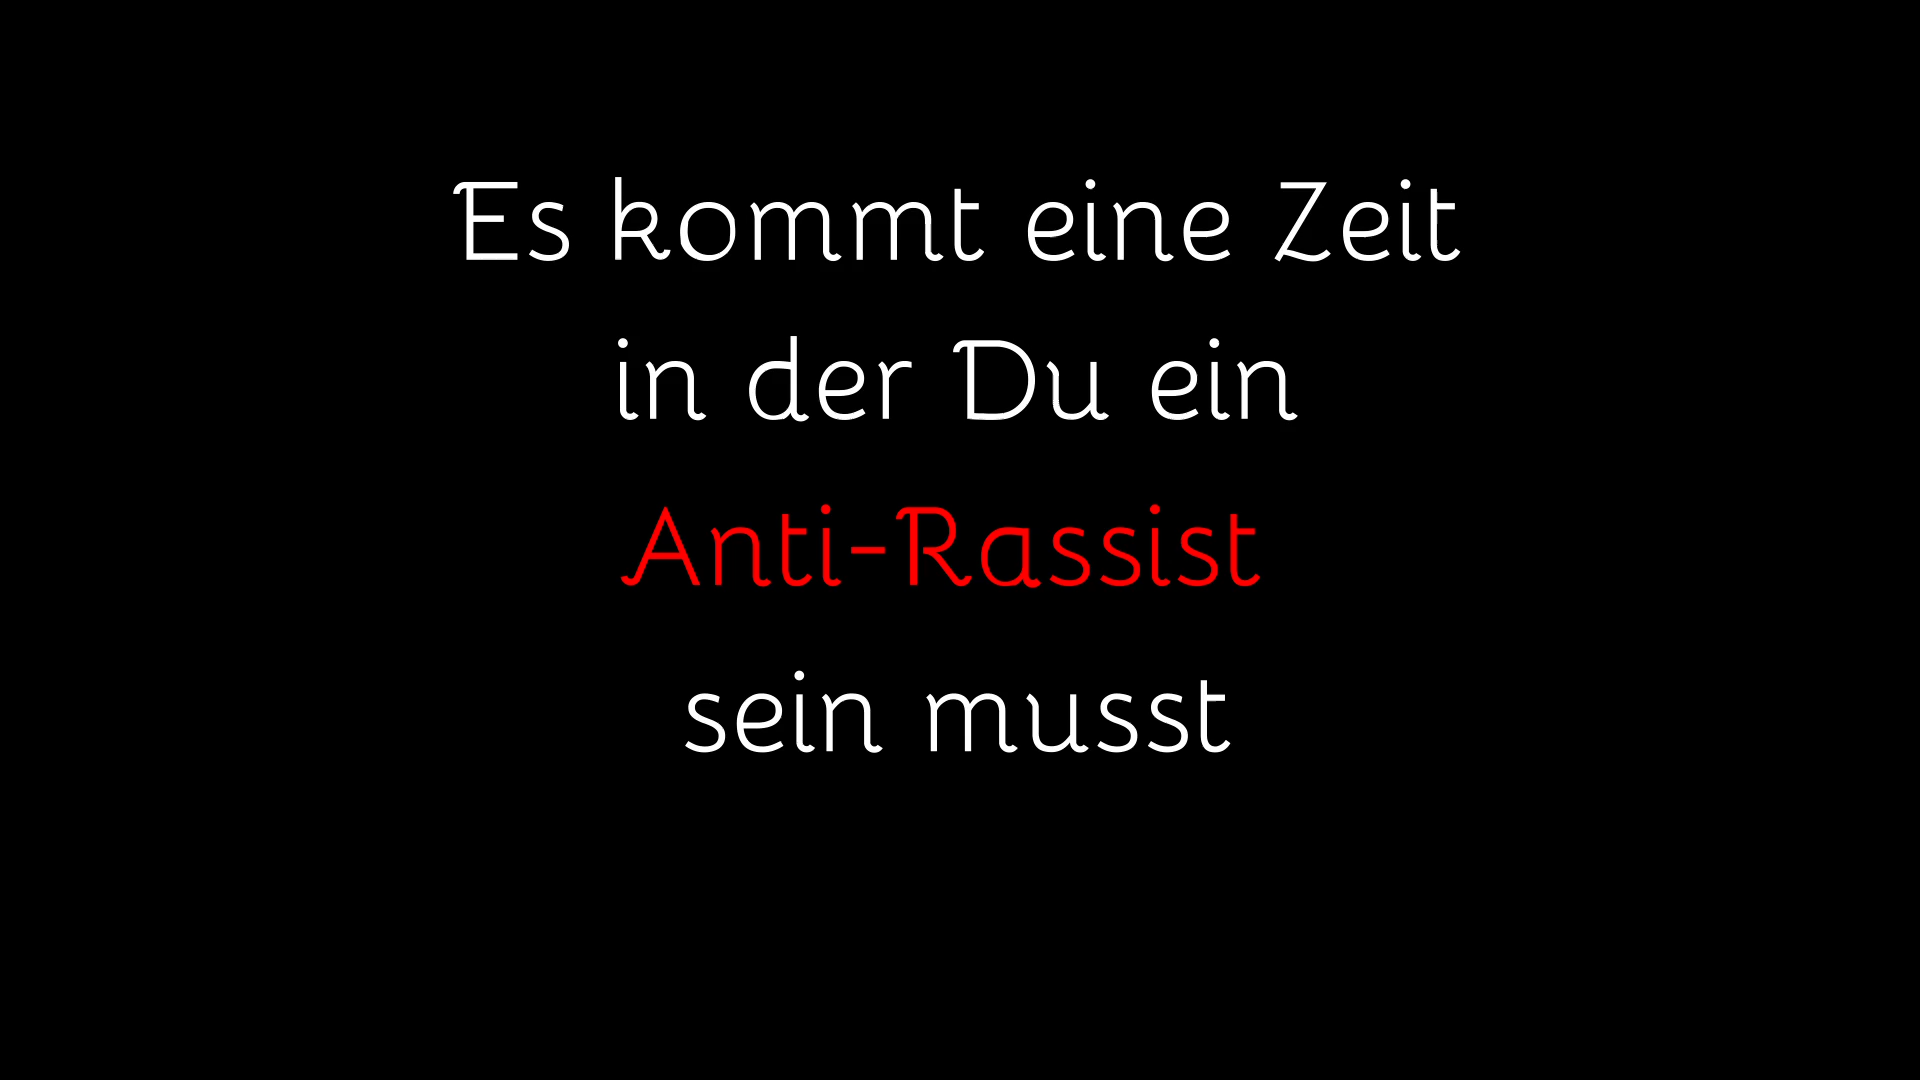 Es kommt eine Zeit
in der Du ein
Anti-Rassist
sein musst